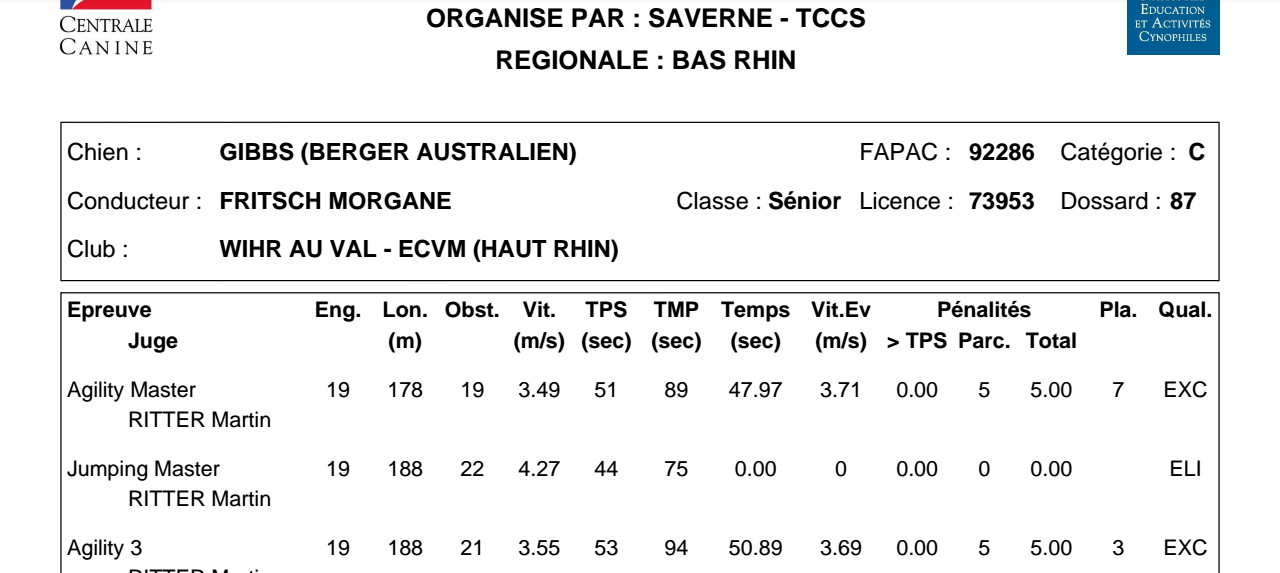 CENTRALE
CANINE
ORGANISE PAR : SAVERNE - TCCS
REGIONALE : BAS RHIN
EDUCATION
ET ACTIVITÉS
CYNOPHILES
Chien : GIBBS (BERGER AUSTRALIEN) FAPAC : 92286 Catégorie : C
Conducteur : FRITSCH MORGANE Classe : Sénior Licence : 73953 Dossard : 87
Club : WIHR AU VAL - ECVM (HAUT RHIN)
Epreuve Eng. Lon. Obst. Vit. TPS TMP Temps Vit.Ev Pénalités Pla. Qual.
Juge (m) (m/s) (sec) (sec) (sec) (m/s) > TPS Parc. Total
Agility Master 19 178 19 3.49 51 89 47.97 3.71 0.00 5 5.00 7 EXC
RITTER Martin
Jumping Master 19 188 22 4.27 44 75 0.00 0 0.00 0 0.00 ELI
RITTER Martin
Agility 3 19 188 21 3.55 53 94 50.89 3.69 0.00 5 5.00 3 EXC